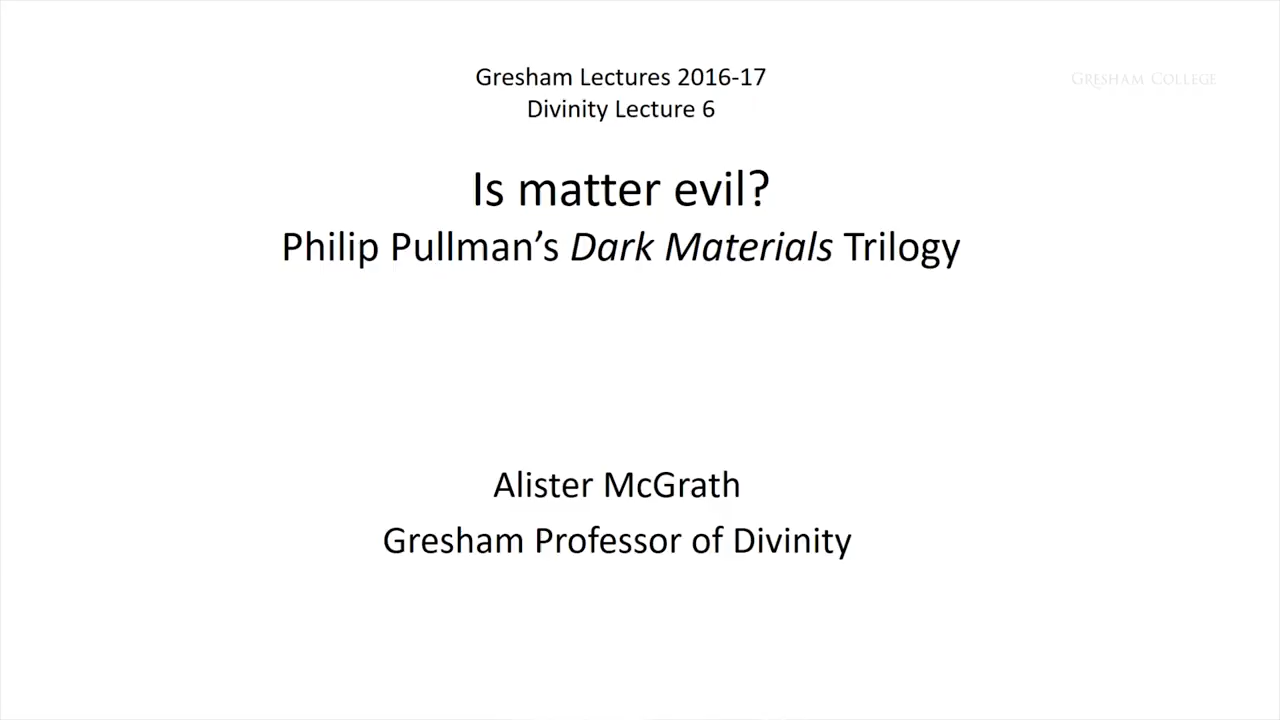 Gresham Lectures 2016-17
GRESHAM COLLEGE
Divinity Lecture 6
Is matter evil?
Philip Pullman’s Dark Materials Trilogy
Alister McGrath
Gresham Professor of Divinity